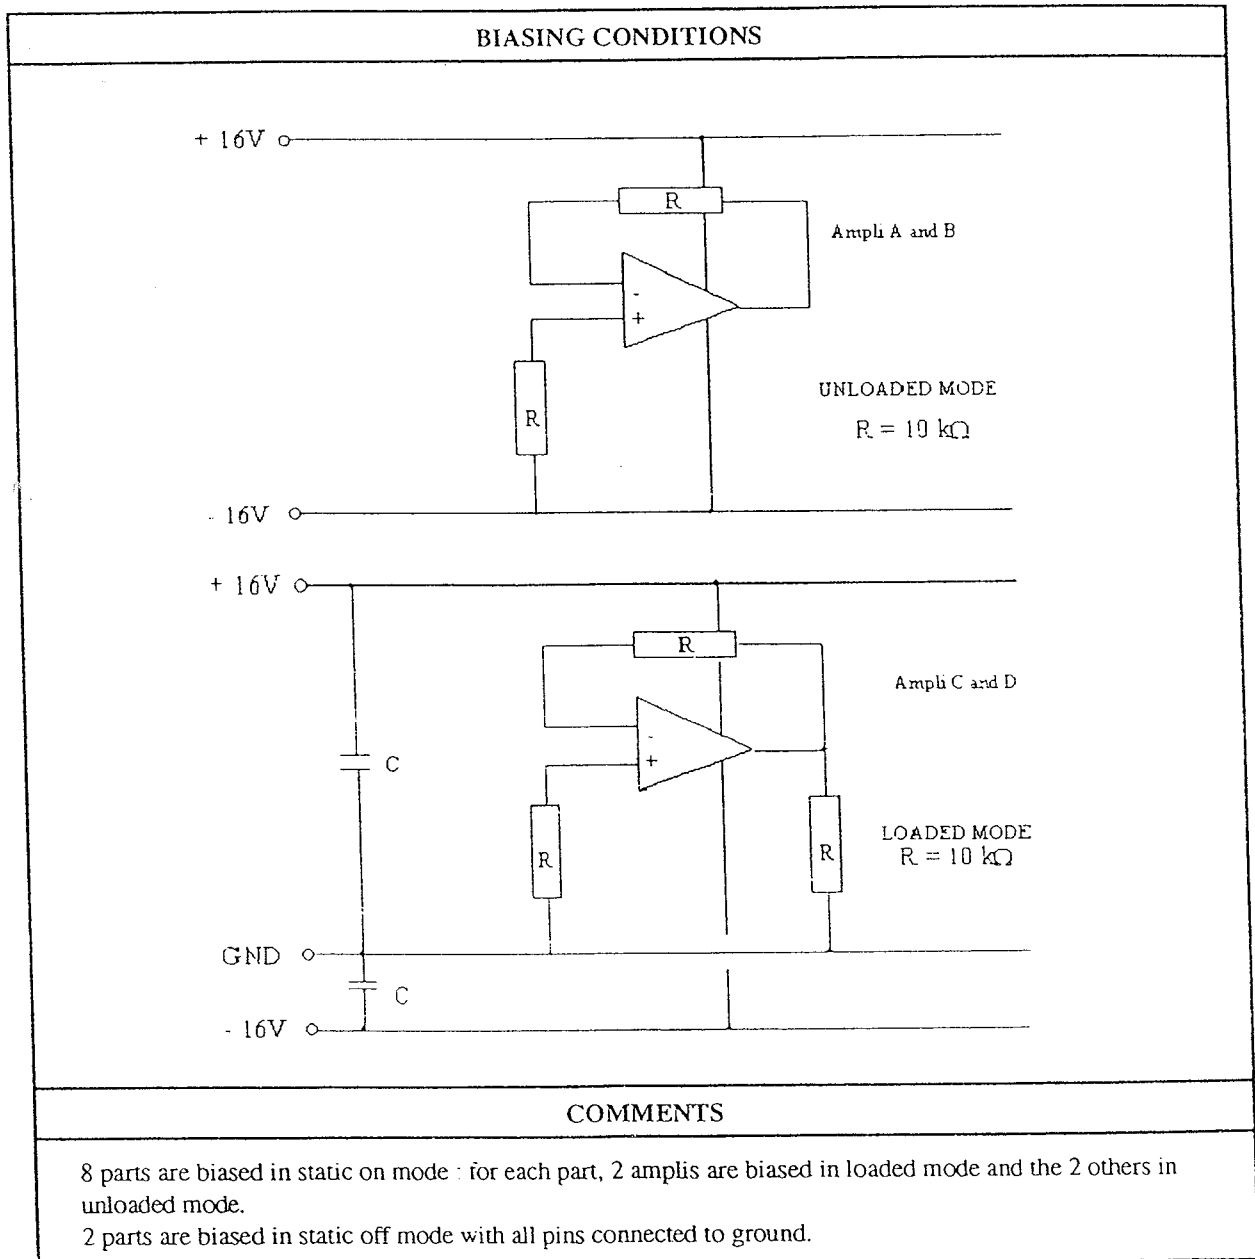 BIASING CONDITIONS
+ 16V
R
Ampli A and B
-
+
R
UNLOADED MODE
R = 10 kΩ
- 16V
+ 16V
R
Ampli C and D
-
+
C
R
R
LOADED MODE
R = 10 kΩ
GND
C
- 16V
COMMENTS
8 parts are biased in static on mode : for each part, 2 amplis are biased in loaded mode and the 2 others in
unloaded mode.
2 parts are biased in static off mode with all pins connected to ground.